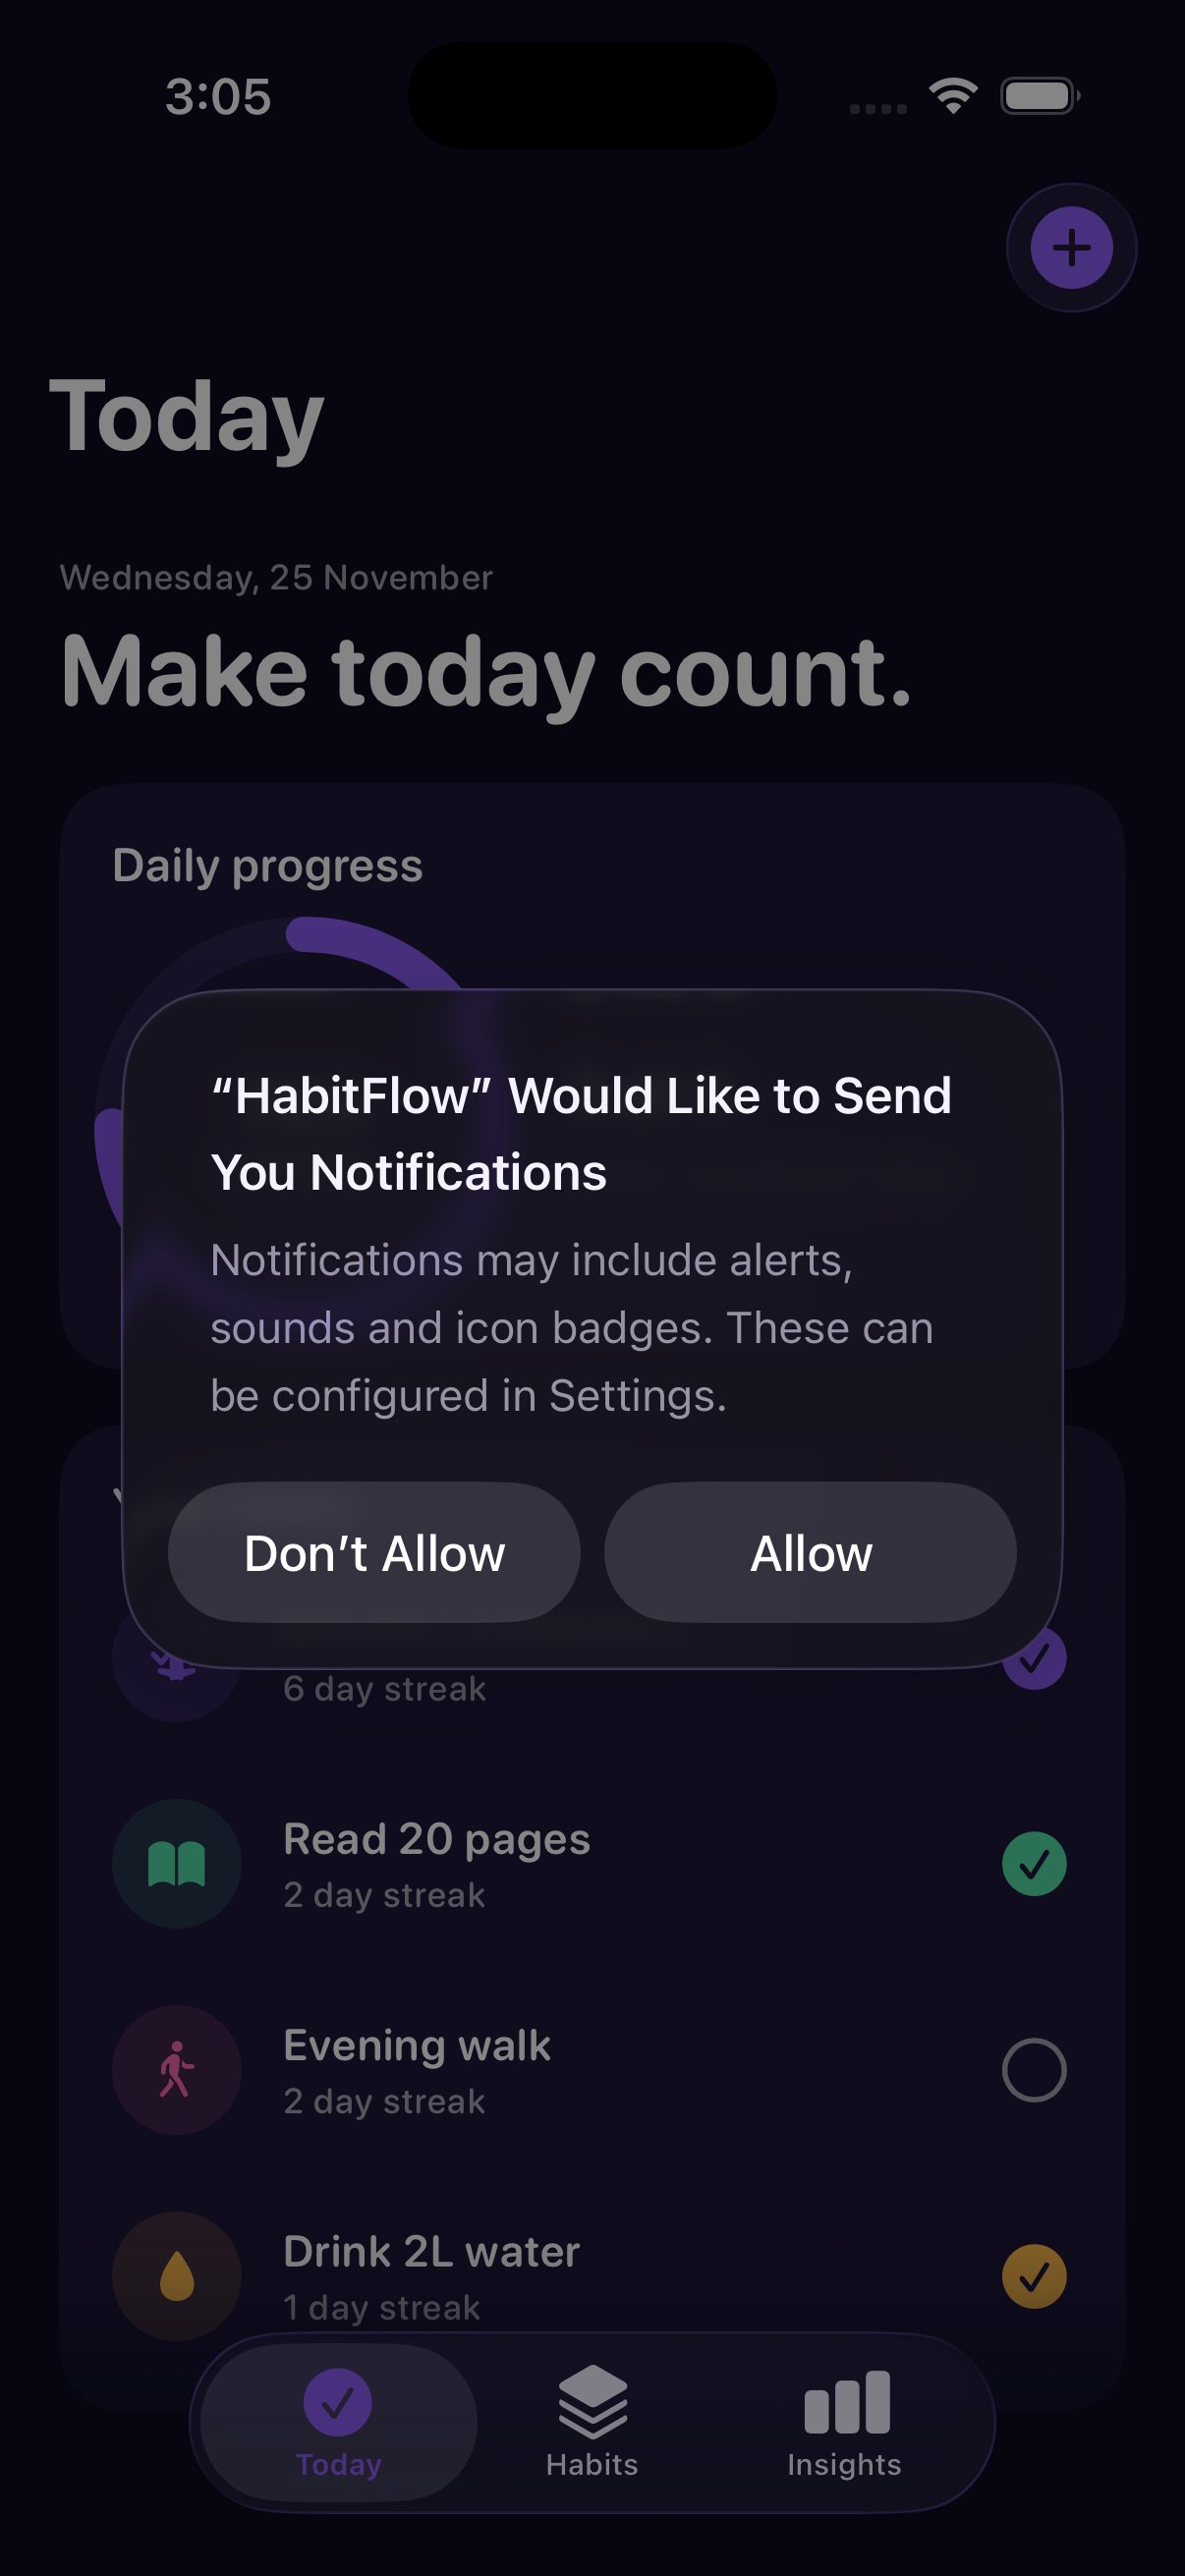 3:05
Today
Wednesday, 25 November
Make today count.
Daily progress
“HabitFlow” Would Like to Send
You Notifications
Notifications may include alerts,
sounds and icon badges. These can
be configured in Settings.
Don’t Allow
Allow
6 day streak
Read 20 pages
2 day streak
Evening walk
2 day streak
Drink 2L water
1 day streak
Today
Habits
Insights